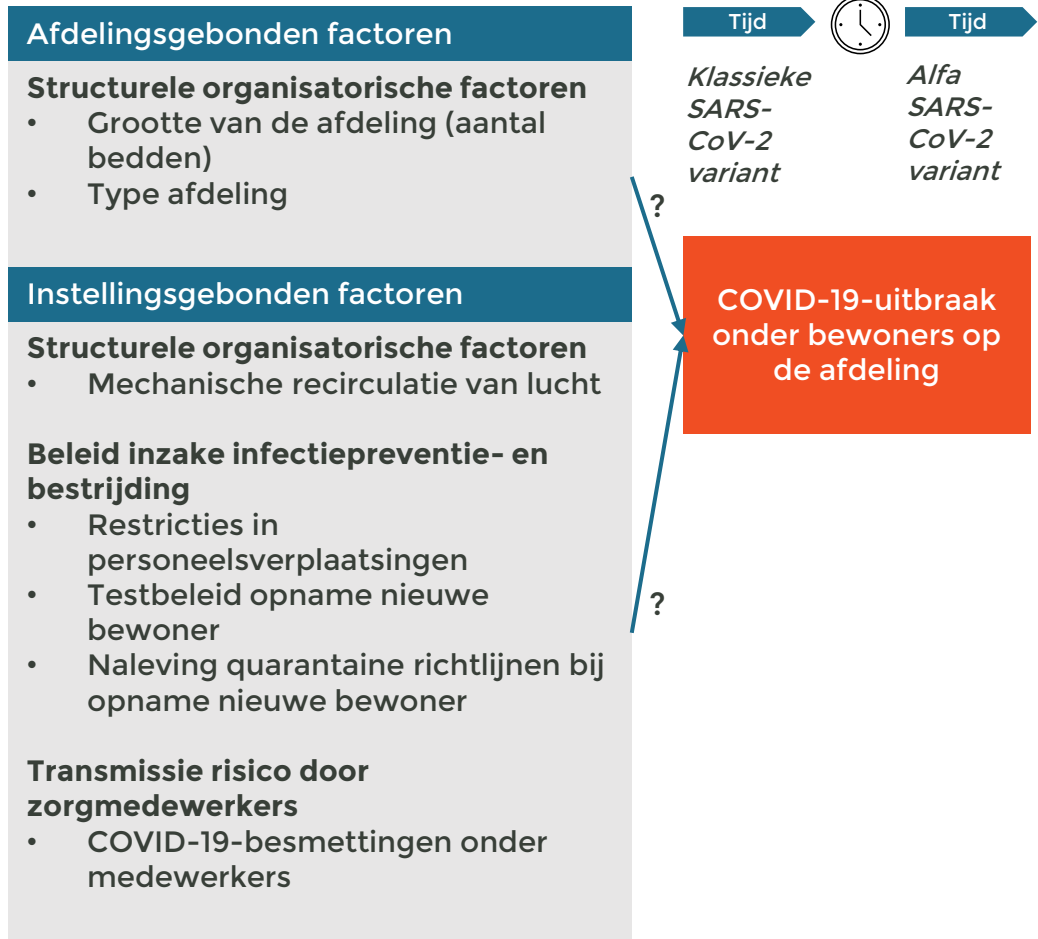 Afdelingsgebonden factoren
Structurele organisatorische factoren
• Grootte van de afdeling (aantal
bedden)
• Type afdeling
Instellingsgebonden factoren
Structurele organisatorische factoren
• Mechanische recirculatie van lucht
Beleid inzake infectiepreventie- en
bestrijding
• Restricties in
personeelsverplaatsingen
• Testbeleid opname nieuwe
bewoner
• Naleving quarantaine richtlijnen bij
opname nieuwe bewoner
Transmissie risico door
zorgmedewerkers
• COVID-19-besmettingen onder
medewerkers
?
?
Tijd
Tijd
Klassieke
SARS-
CoV-2
variant
Alfa
SARS-
CoV-2
variant
COVID-19-uitbraak
onder bewoners op
de afdeling